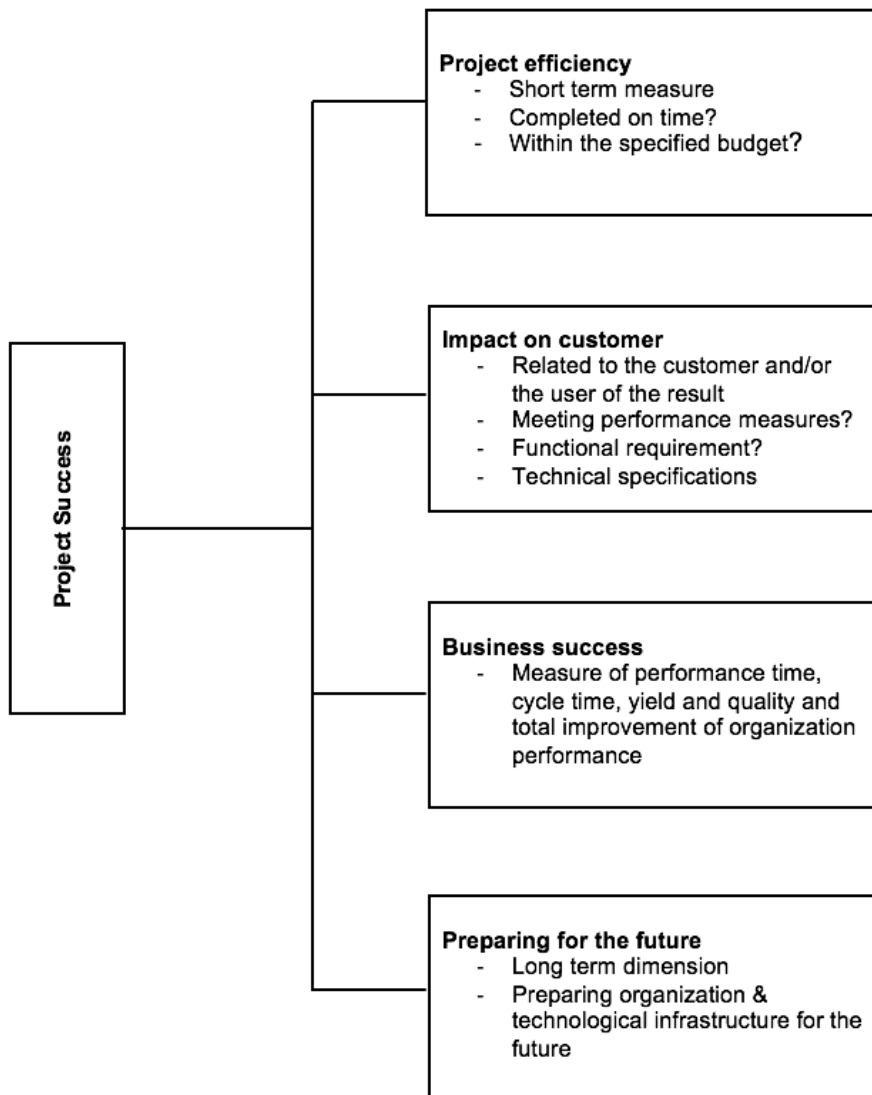 Project Success
Project efficiency
- Short term measure
- Completed on time?
- Within the specified budget?
Impact on customer
- Related to the customer and/or
the user of the result
- Meeting performance measures?
- Functional requirement?
- Technical specifications
Business success
- Measure of performance time,
cycle time, yield and quality and
total improvement of organization
performance
Preparing for the future
- Long term dimension
- Preparing organization &
technological infrastructure for the
future